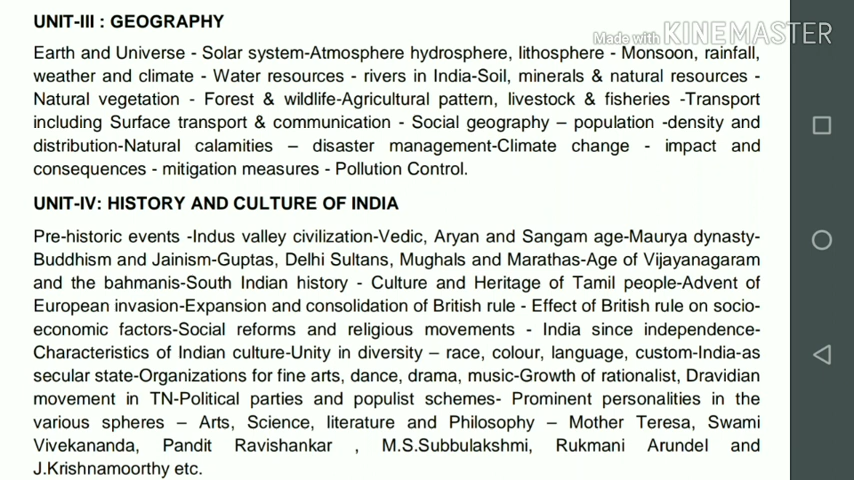 UNIT-III : GEOGRAPHY
Made with KINEMASTER
Earth and Universe - Solar system-Atmosphere hydrosphere, lithosphere - Monsoon, rainfall,
weather and climate - Water resources - rivers in India-Soil, minerals & natural resources -
Natural vegetation - Forest & wildlife-Agricultural pattern, livestock & fisheries -Transport
including Surface transport & communication - Social geography – population -density and
distribution-Natural calamities – disaster management-Climate change - impact and
consequences - mitigation measures - Pollution Control.
UNIT-IV: HISTORY AND CULTURE OF INDIA
Pre-historic events -Indus valley civilization-Vedic, Aryan and Sangam age-Maurya dynasty-
Buddhism and Jainism-Guptas, Delhi Sultans, Mughals and Marathas-Age of Vijayanagaram
and the bahmanis-South Indian history - Culture and Heritage of Tamil people-Advent of
European invasion-Expansion and consolidation of British rule - Effect of British rule on socio-
economic factors-Social reforms and religious movements - India since independence-
Characteristics of Indian culture-Unity in diversity – race, colour, language, custom-India-as
secular state-Organizations for fine arts, dance, drama, music-Growth of rationalist, Dravidian
movement in TN-Political parties and populist schemes- Prominent personalities in the
various spheres – Arts, Science, literature and Philosophy – Mother Teresa, Swami
Vivekananda, Pandit Ravishankar , M.S.Subbulakshmi, Rukmani Arundel and
J.Krishnamoorthy etc.